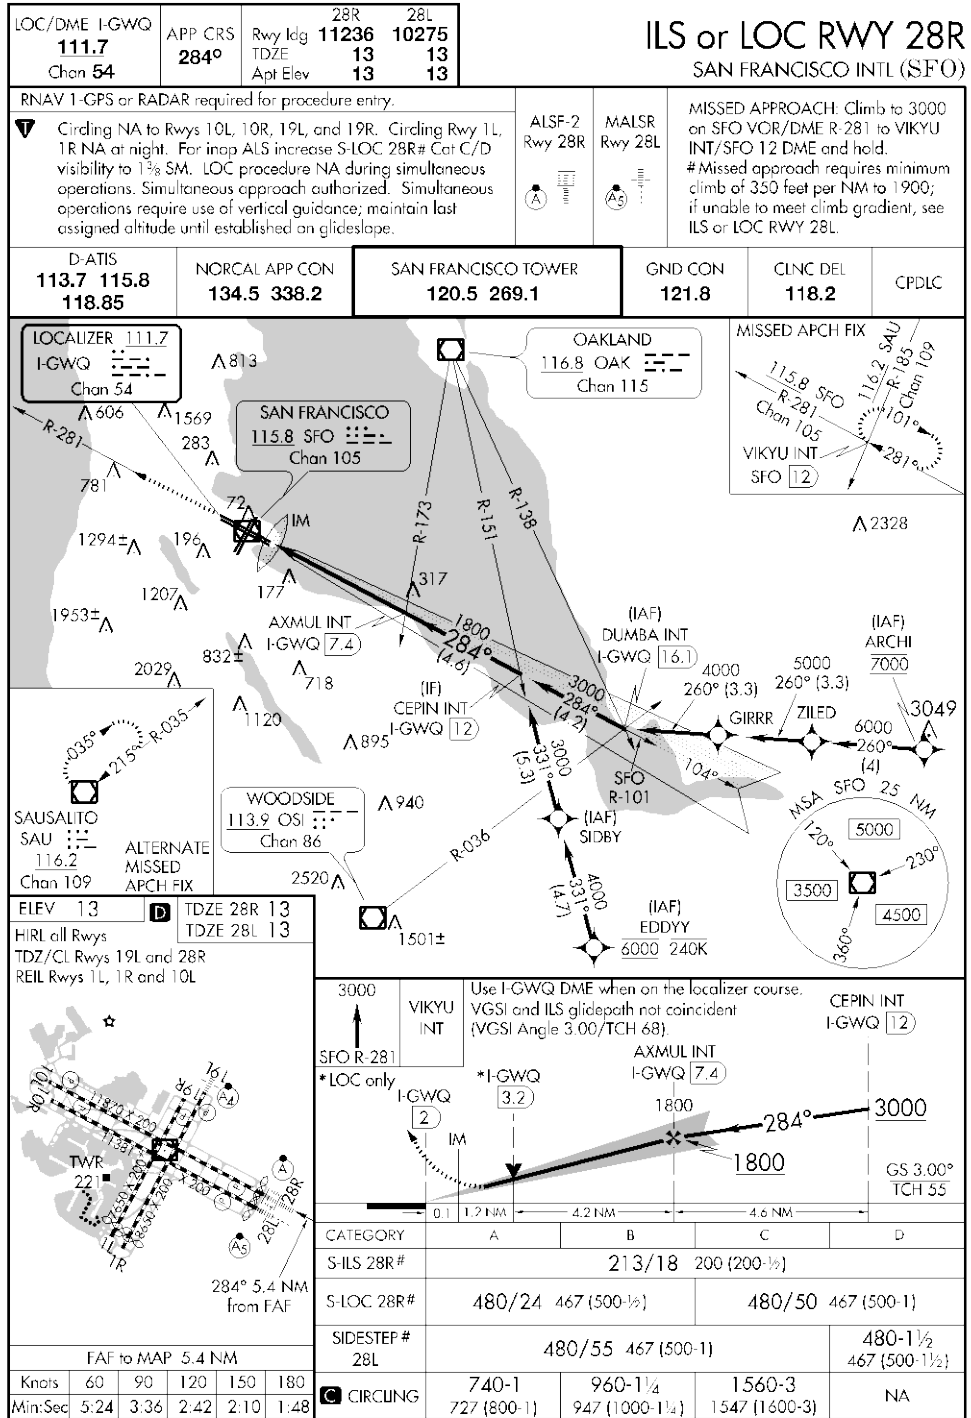 LOC/DME I-GWQ
111.7
Chan 54
APP CRS
284°
28R 28L
Rwy ldg 11236 10275
TDZE 13 13
Apt Elev 13 13
ILS or LOC RWY 28R
SAN FRANCISCO INTL (SFO)
RNAV 1-GPS or RADAR required for procedure entry.
T
Circling NA to Rwys 10L, 10R, 19L, and 19R. Circling Rwy 1L,
1R NA at night. For inop ALS increase S-LOC 28R# Cat C/D
visibility to 1⅜ SM. LOC procedure NA during simultaneous
operations. Simultaneous approach authorized. Simultaneous
operations require use of vertical guidance; maintain last
assigned altitude until established on glideslope.
ALSF-2
Rwy 28R
A
MALSR
Rwy 28L
A5
MISSED APPROACH: Climb to 3000
on SFO VOR/DME R-281 to VIKYU
INT/SFO 12 DME and hold.
# Missed approach requires minimum
climb of 350 feet per NM to 1900;
if unable to meet climb gradient, see
ILS or LOC RWY 28L.
D-ATIS
113.7 115.8
118.85
NORCAL APP CON
134.5 338.2
SAN FRANCISCO TOWER
120.5 269.1
GND CON
121.8
CLNC DEL
118.2
CPDLC
LOCALIZER 111.7
I-GWQ
Chan 54
813
606
1569
283
R-281
781
SAN FRANCISCO
115.8 SFO
Chan 105
OAKLAND
116.8 OAK
Chan 115
MISSED APCH FIX
116.2 SAU
R-185
Chan 109
115.8 SFO
R-281
Chan 105
101°
281°
VIKYU INT
SFO 12
2328
72
IM
R-173
R-151
R-138
1294±
196
177
317
1207
1953±
AXMUL INT
I-GWQ 7.4
1800
284°
(4.6)
832±
2029
718
1120
895
940
(IF)
CEPIN INT
I-GWQ 12
3000
284°
(4.2)
(IAF)
DUMBA INT
I-GWQ 16.1
4000
260° (3.3)
5000
260° (3.3)
(IAF)
ARCHI
7000
GIRRR
ZILED
6000
260°
(4)
3049
104°
SFO
R-101
3000
331°
(5.3)
(IAF)
SIDBY
4000
331°
(4.7)
(IAF)
EDDYY
6000 240K
035°
215°
R-035
SAUSALITO
SAU
116.2
Chan 109
ALTERNATE
MISSED
APCH FIX
WOODSIDE
113.9 OSI
Chan 86
R-036
2520
1501±
MSA SFO 25 NM
120°
230°
360°
5000
3500
4500
ELEV 13
D
TDZE 28R 13
TDZE 28L 13
HIRL all Rwys
TDZ/CL Rwys 19L and 28R
REIL Rwys 1L, 1R and 10L
10L
10R
19L
19R
A4
11870 X 200
X 200
7650 X 200
8650 X 200
TWR
221
A
28R
28L
A5
1L
1R
284° 5.4 NM
from FAF
FAF to MAP 5.4 NM
Knots 60 90 120 150 180
Min:Sec 5:24 3:36 2:42 2:10 1:48
3000
SFO R-281
VIKYU
INT
Use I-GWQ DME when on the localizer course.
VGSI and ILS glidepath not coincident
(VGSI Angle 3.00/TCH 68).
CEPIN INT
I-GWQ 12
*LOC only
I-GWQ
2
*I-GWQ
3.2
AXMUL INT
I-GWQ 7.4
1800
IM
284°
3000
1800
GS 3.00°
TCH 55
0.1 1.2 NM 4.2 NM 4.6 NM
CATEGORY A B C D
S-ILS 28R# 213/18 200 (200-½)
S-LOC 28R# 480/24 467 (500-½) 480/50 467 (500-1)
SIDESTEP#
28L
480/55 467 (500-1)
480-1½
467 (500-1½)
C CIRCLING
740-1
727 (800-1)
960-1¼
947 (1000-1¼)
1560-3
1547 (1600-3)
NA